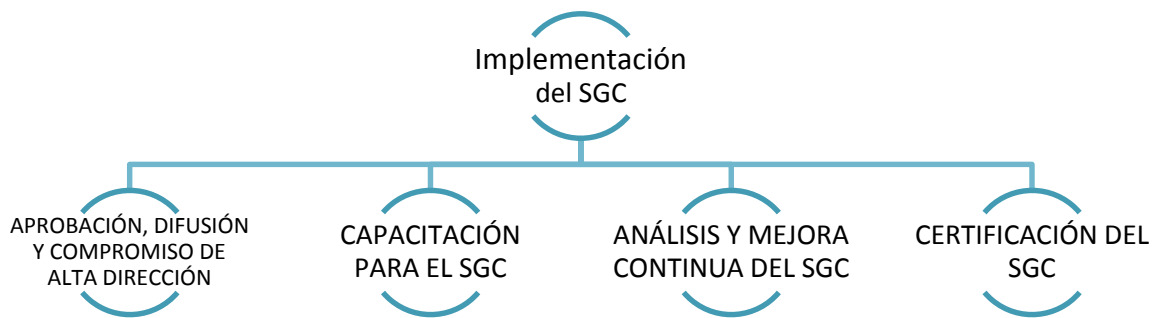 Implementación
del SGC
APROBACIÓN, DIFUSIÓN
Y COMPROMISO DE
ALTA DIRECCIÓN
CAPACITACIÓN
PARA EL SGC
ANÁLISIS Y MEJORA
CONTINUA DEL SGC
CERTIFICACIÓN DEL
SGC